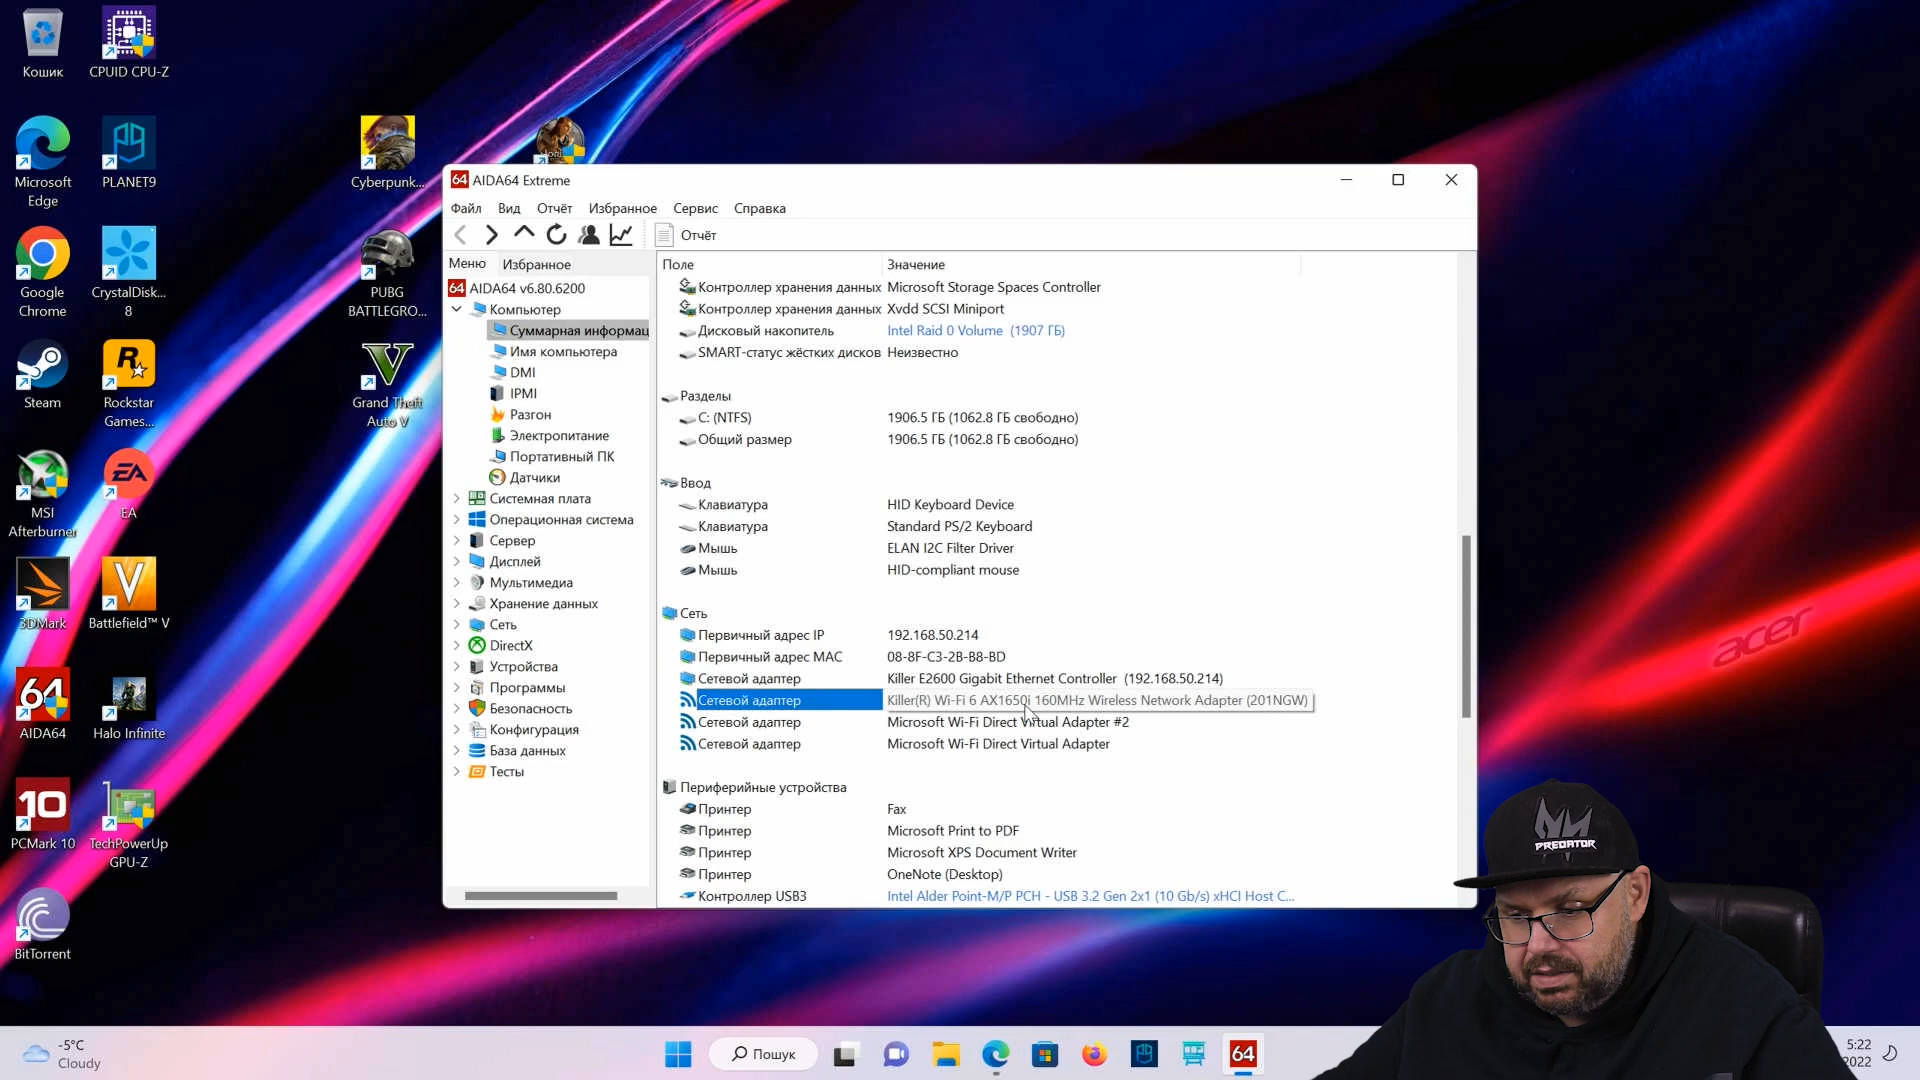 Кошик
CPUID CPU-Z
Microsoft
Edge
PLANET9
Cyberpunk...
Google
Chrome
CrystalDisk...
8
PUBG
BATTLEGRO...
Steam
Rockstar
Games...
Grand Theft
Auto V
MSI
Afterburner
EA
EA
3DMark
Battlefield™ V
64
AIDA64
Halo Infinite
10
PCMark 10
TechPowerUp
GPU-Z
BitTorrent
64 AIDA64 Extreme
Файл Вид Отчёт Избранное Сервис Справка
Отчёт
Меню Избранное
64 AIDA64 v6.80.6200
Компьютер
Суммарная информац
Имя компьютера
DMI
IPMI
Разгон
Электропитание
Портативный ПК
Датчики
Системная плата
Операционная система
Сервер
Дисплей
Мультимедиа
Хранение данных
Сеть
DirectX
Устройства
Программы
Безопасность
Конфигурация
База данных
Тесты
Поле Значение
Контроллер хранения данных Microsoft Storage Spaces Controller
Контроллер хранения данных Xvdd SCSI Miniport
Дисковый накопитель Intel Raid 0 Volume (1907 ГБ)
SMART-статус жёстких дисков Неизвестно
Разделы
C: (NTFS) 1906.5 ГБ (1062.8 ГБ свободно)
Общий размер 1906.5 ГБ (1062.8 ГБ свободно)
Ввод
Клавиатура HID Keyboard Device
Клавиатура Standard PS/2 Keyboard
Мышь ELAN I2C Filter Driver
Мышь HID-compliant mouse
Сеть
Первичный адрес IP 192.168.50.214
Первичный адрес MAC 08-8F-C3-2B-B8-BD
Сетевой адаптер Killer E2600 Gigabit Ethernet Controller (192.168.50.214)
Сетевой адаптер Killer(R) Wi-Fi 6 AX1650i 160MHz Wireless Network Adapter (201NGW)
Сетевой адаптер Microsoft Wi-Fi Direct Virtual Adapter #2
Сетевой адаптер Microsoft Wi-Fi Direct Virtual Adapter
Периферийные устройства
Принтер Fax
Принтер Microsoft Print to PDF
Принтер Microsoft XPS Document Writer
Принтер OneNote (Desktop)
Контроллер USB3 Intel Alder Point-M/P PCH - USB 3.2 Gen 2x1 (10 Gb/s) xHCI Host C...
acer
PREDATOR
-5°C
Cloudy
Пошук
64
5:22
2022